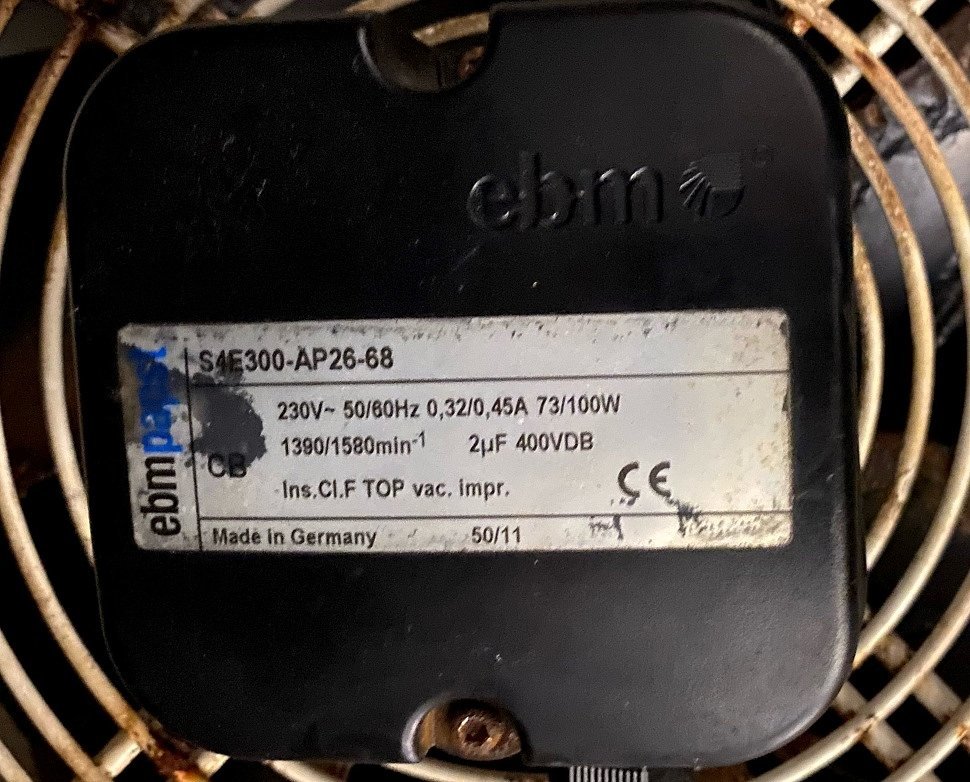 ebm
ebmpapst
S4E300-AP26-68
230V~ 50/60Hz 0,32/0,45A 73/100W
1390/1580min-1 2µF 400VDB
CB
Ins.Cl.F TOP vac. impr.
CE
Made in Germany 50/11